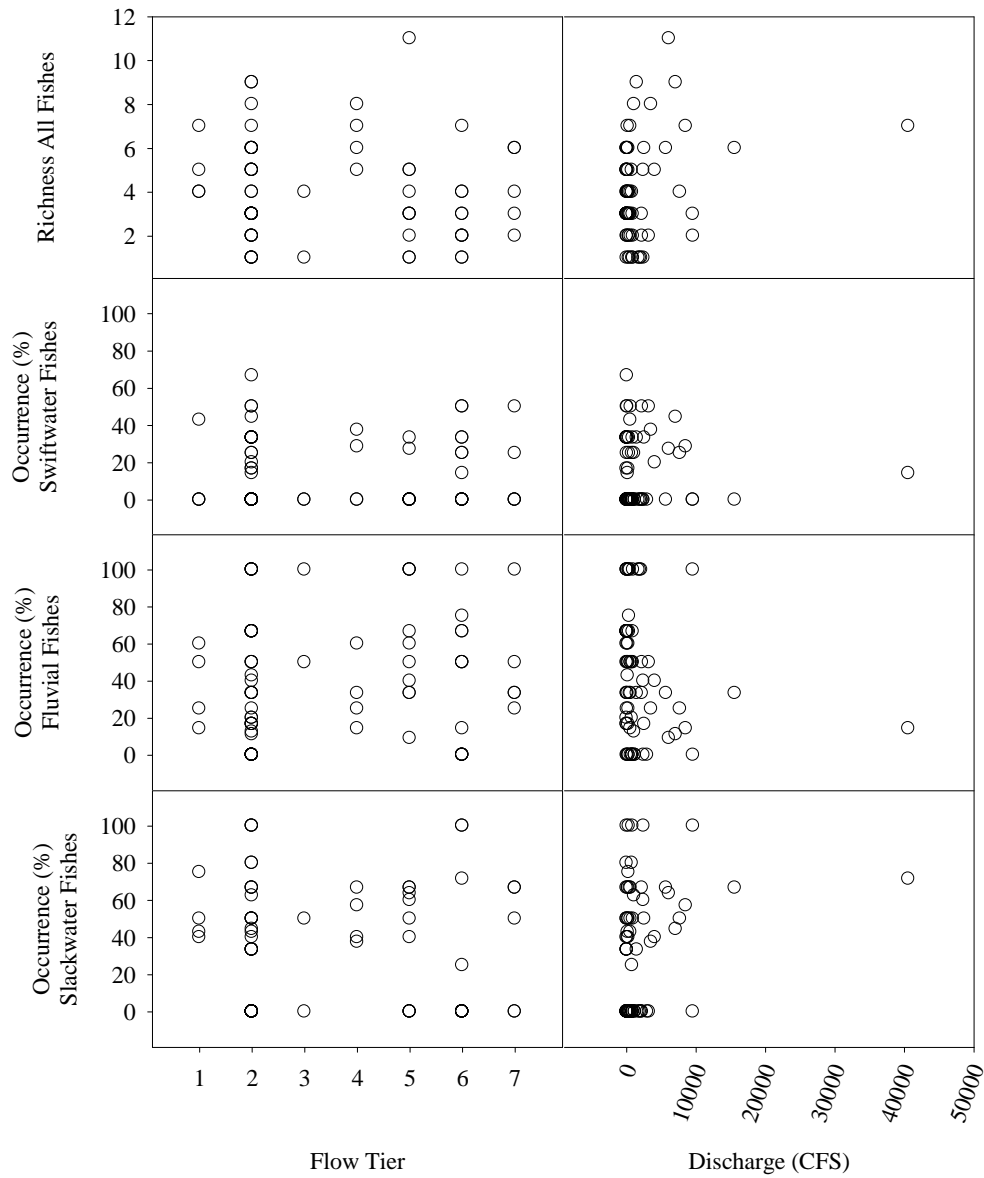 Richness All Fishes
12
10
8
6
4
2
Occurrence (%)
Swiftwater Fishes
100
80
60
40
20
0
Occurrence (%)
Fluvial Fishes
100
80
60
40
20
0
Occurrence (%)
Slackwater Fishes
100
80
60
40
20
0
1 2 3 4 5 6 7
0 10000 20000 30000 40000 50000
Flow Tier
Discharge (CFS)